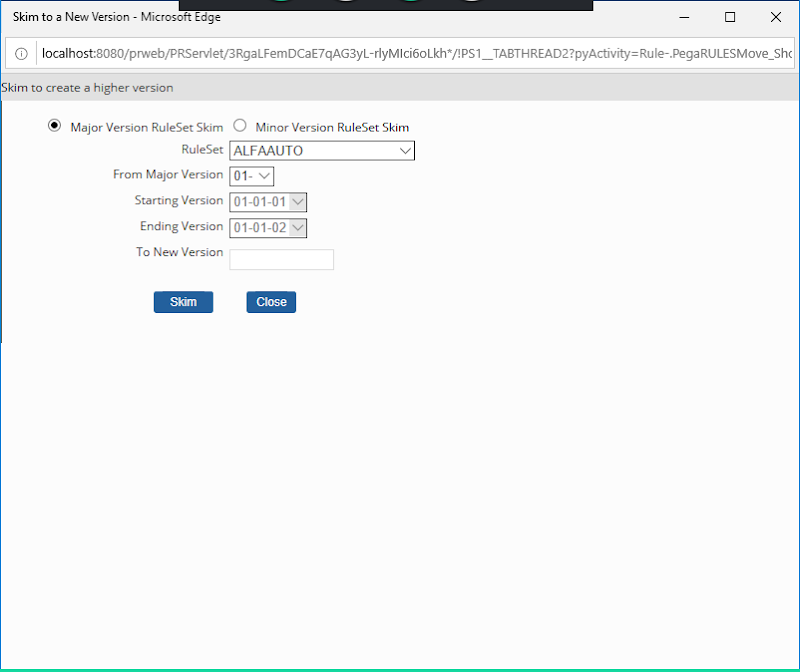 Skim to a New Version - Microsoft Edge
localhost:8080/prweb/PRServlet/3RgaLFemDCaE7qAG3yL-rlyMIci6oLkh*/!PS1__TABTHREAD2?pyActivity=Rule-.PegaRULESMove_Sho
Skim to create a higher version
Major Version RuleSet Skim Minor Version RuleSet Skim
RuleSet ALFAAUTO
From Major Version 01-
Starting Version 01-01-01
Ending Version 01-01-02
To New Version
Skim Close